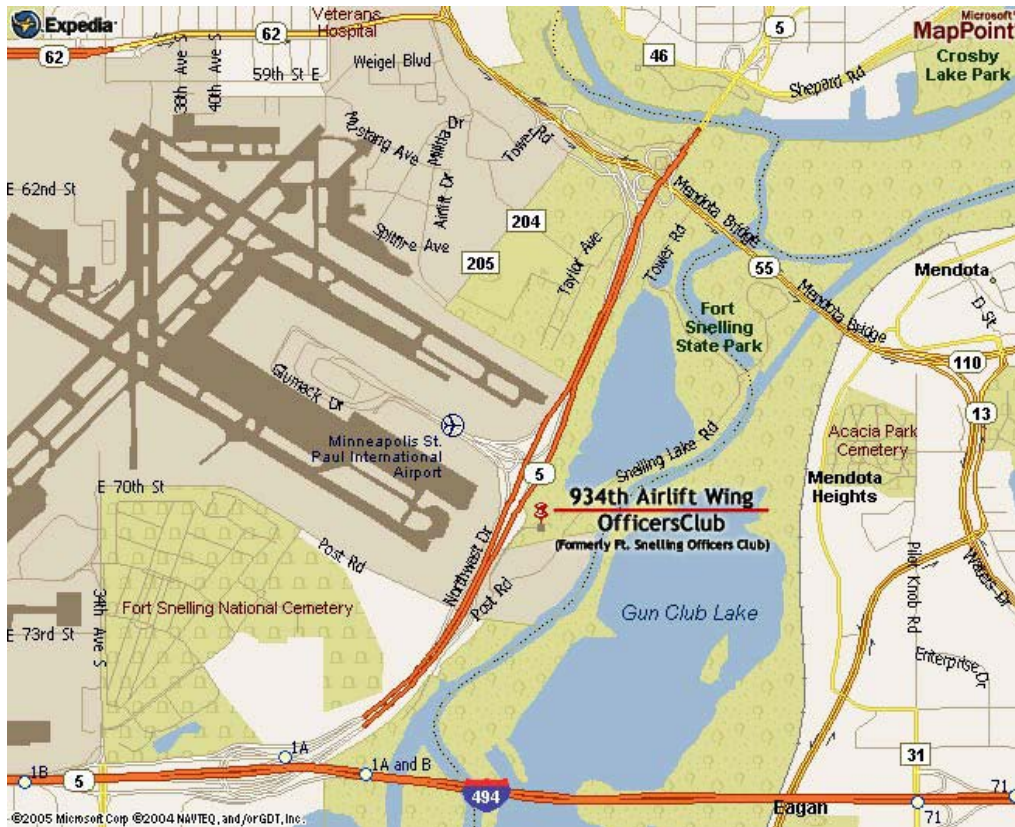 Expedia®
Veterans
Hospital
5
Microsoft®
MapPoint®
62
62
46
Crosby
Lake Park
Weigel Blvd
59th St E
Shepard Rd
38th Ave S
40th Ave S
Mustang Ave
Militia Dr
Tower Rd
E 62nd St
Airlift Dr
204
Mendota Bridge
Spitfire Ave
205
Taylor Ave
Tower Rd
55
Mendota
D St
Fort
Snelling
State Park
Mendota Bridge
110
Glumack Dr
13
Minneapolis St.
Paul International
Airport
Snelling Lake Rd
Acacia Park
Cemetery
5
Mendota
Heights
E 70th St
934th Airlift Wing
OfficersClub
(Formerly Ft. Snelling Officers Club)
Post Rd
Northwest Dr
Post Rd
Pilot Knob Rd
Waters Dr
34th Ave S
Fort Snelling National Cemetery
Gun Club Lake
E 73rd St
Enterprise Dr
1A
31
1B
5
1A and B
494
71
Eagan
71
©2005 Microsoft Corp ©2004 NAVTEQ, and/or GDT, Inc.